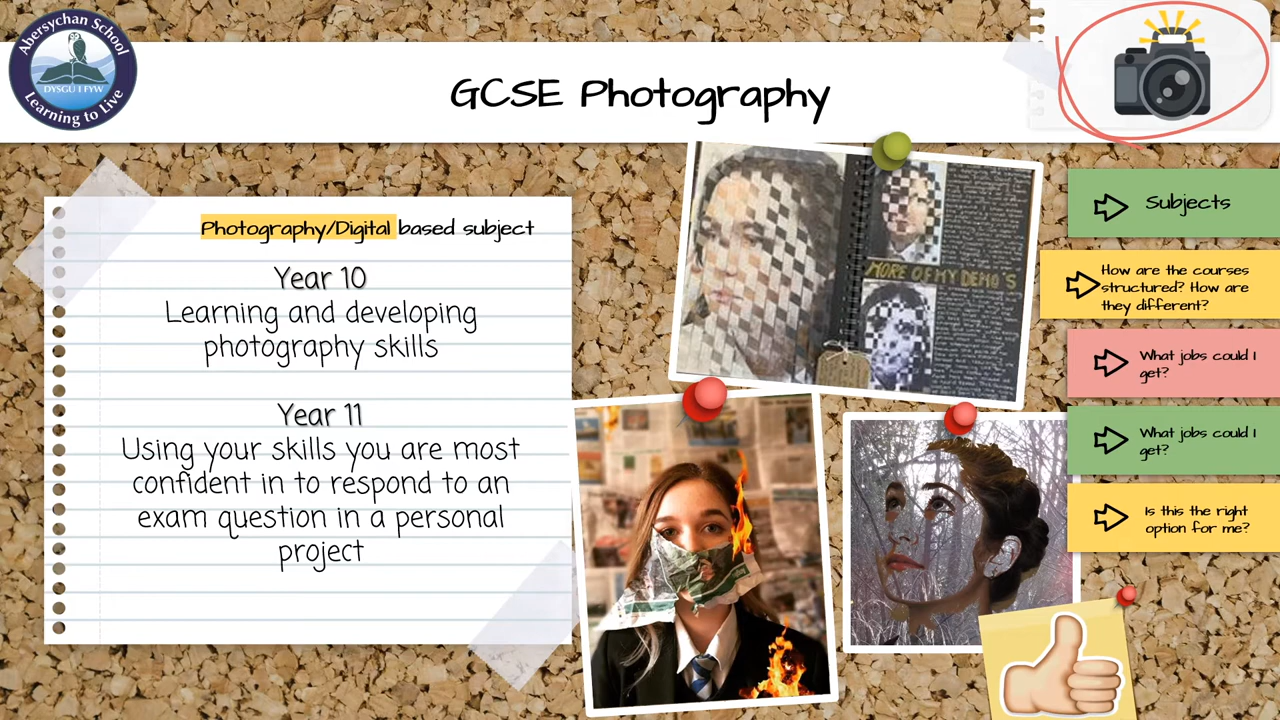 Abersychan School
DYSGU I FYW
Learning to Live
GCSE Photography
Photography/Digital based subject
Year 10
Learning and developing
photography skills
Year 11
Using your skills you are most
confident in to respond to an
exam question in a personal
project
MORE OF MY DEMO'S
Subjects
How are the courses
structured? How are
they different?
What jobs could I
get?
What jobs could I
get?
Is this the right
option for me?